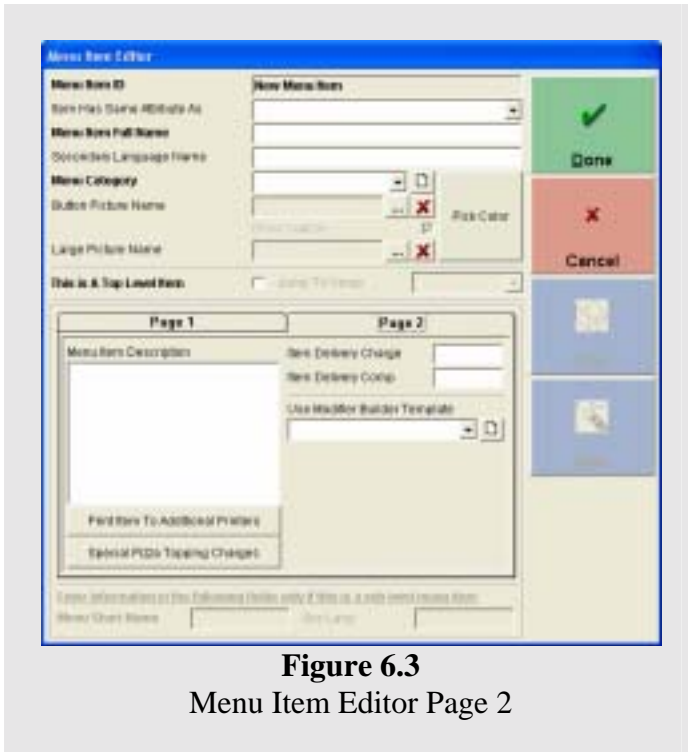 Menu Item Editor
Menu Item ID New Menu Item
Item Has Same Attribute As
Menu Item Full Name
Secondary Language Name
Menu Category
Button Picture Name ...
Pick Color
Large Picture Name ...
This is A Top Level Item
Page 1 Page 2
Menu Item Description
Item Delivery Charge
Item Delivery Comp
Use Modifier Builder Template
Print Item To Additional Printers
Special Pizza Topping Charges
Done
Cancel
Figure 6.3
Menu Item Editor Page 2